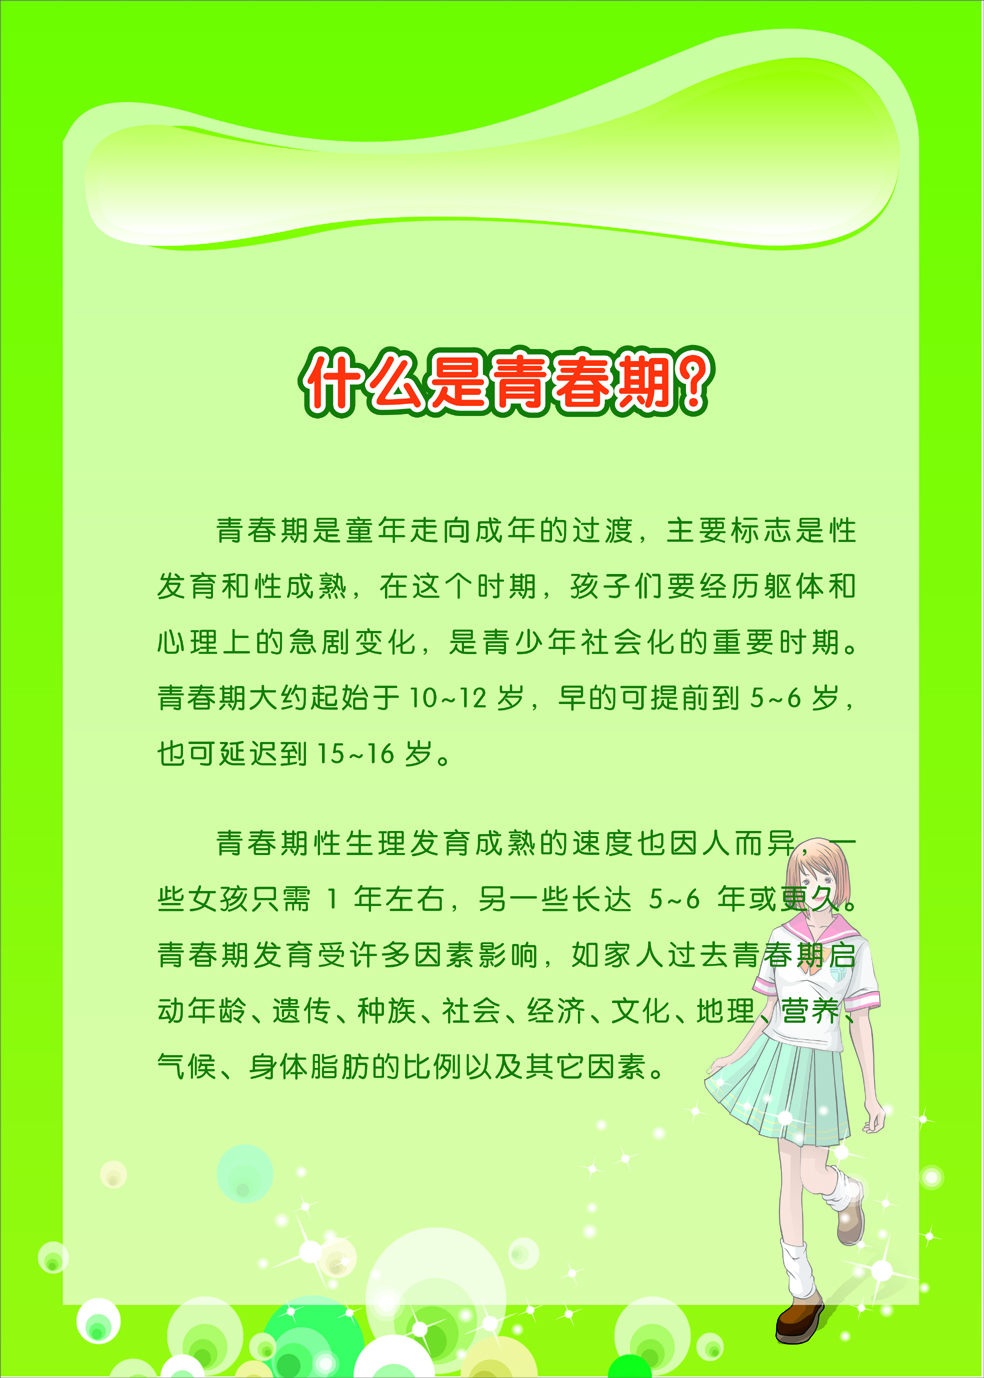 什么是青春期?
青春期是童年走向成年的过渡，主要标志是性
发育和性成熟，在这个时期，孩子们要经历躯体和
心理上的急剧变化，是青少年社会化的重要时期。
青春期大约起始于10~12 岁，早的可提前到 5~6 岁，
也可延迟到15~16 岁。
青春期性生理发育成熟的速度也因人而异，一
些女孩只需 1 年左右，另一些长达 5~6 年或更久。
青春期发育受许多因素影响，如家人过去青春期启
动年龄、遗传、种族、社会、经济、文化、地理、营养、
气候、身体脂肪的比例以及其它因素。